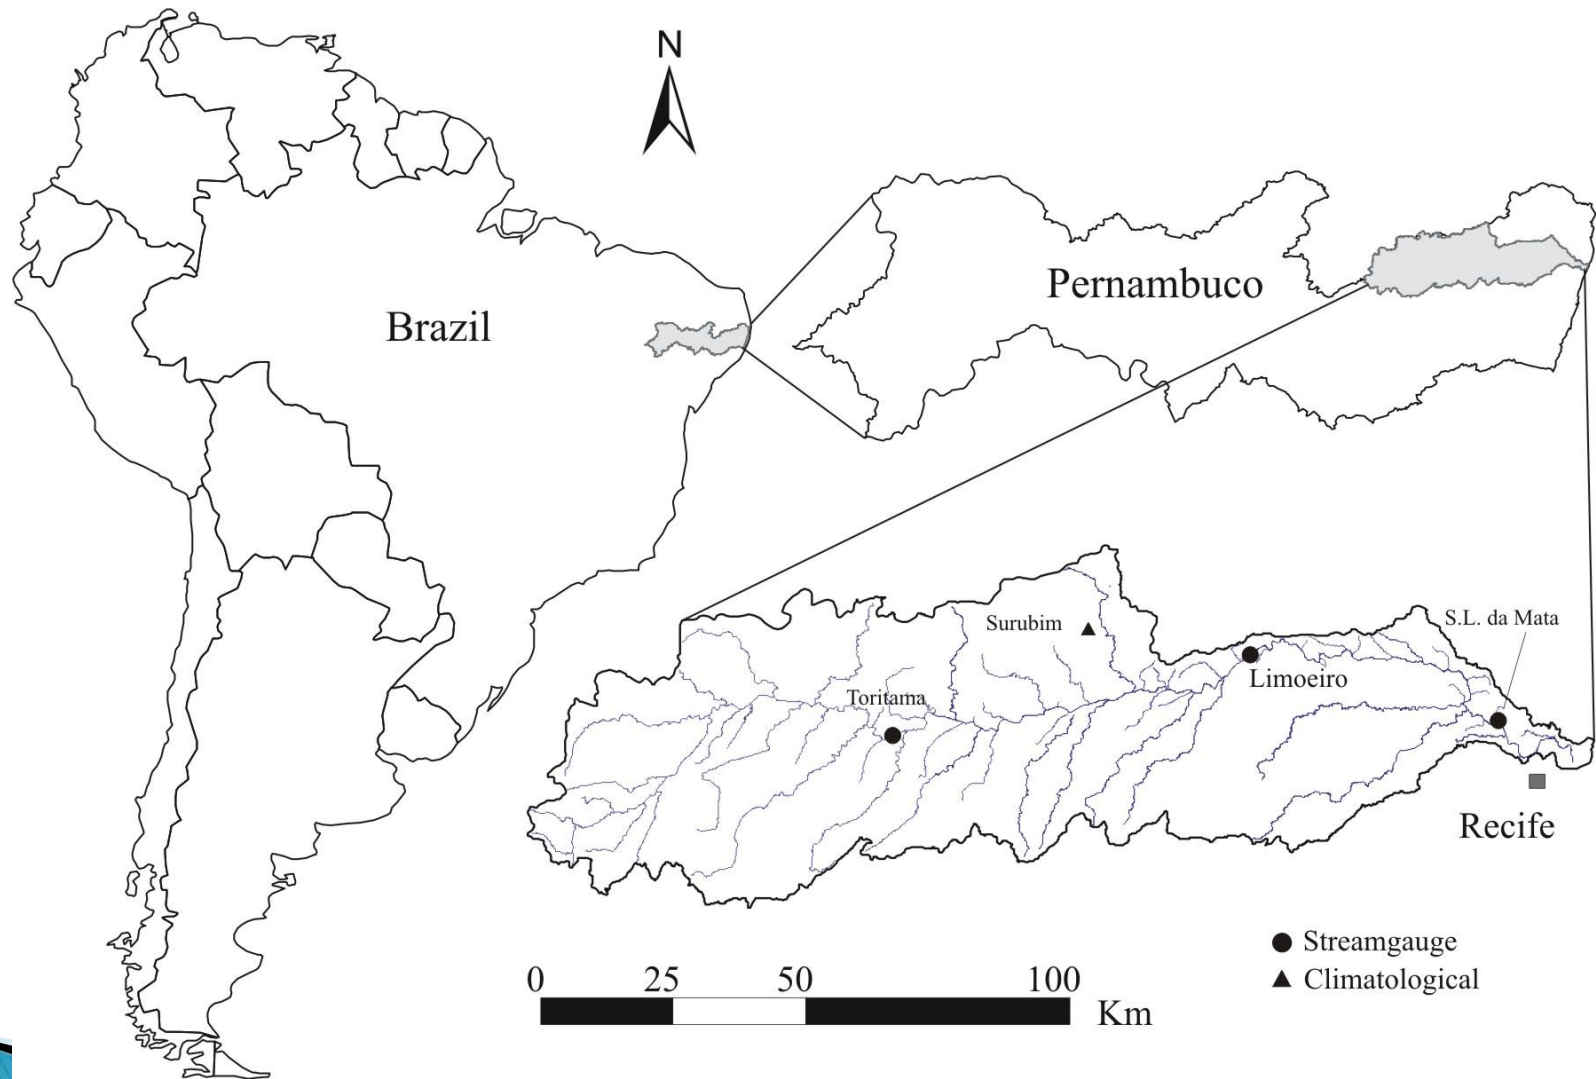 N
Brazil
Pernambuco
Surubim
S.L. da Mata
Limoeiro
Toritama
Recife
Streamgauge
Climatological
0 25 50 100
Km